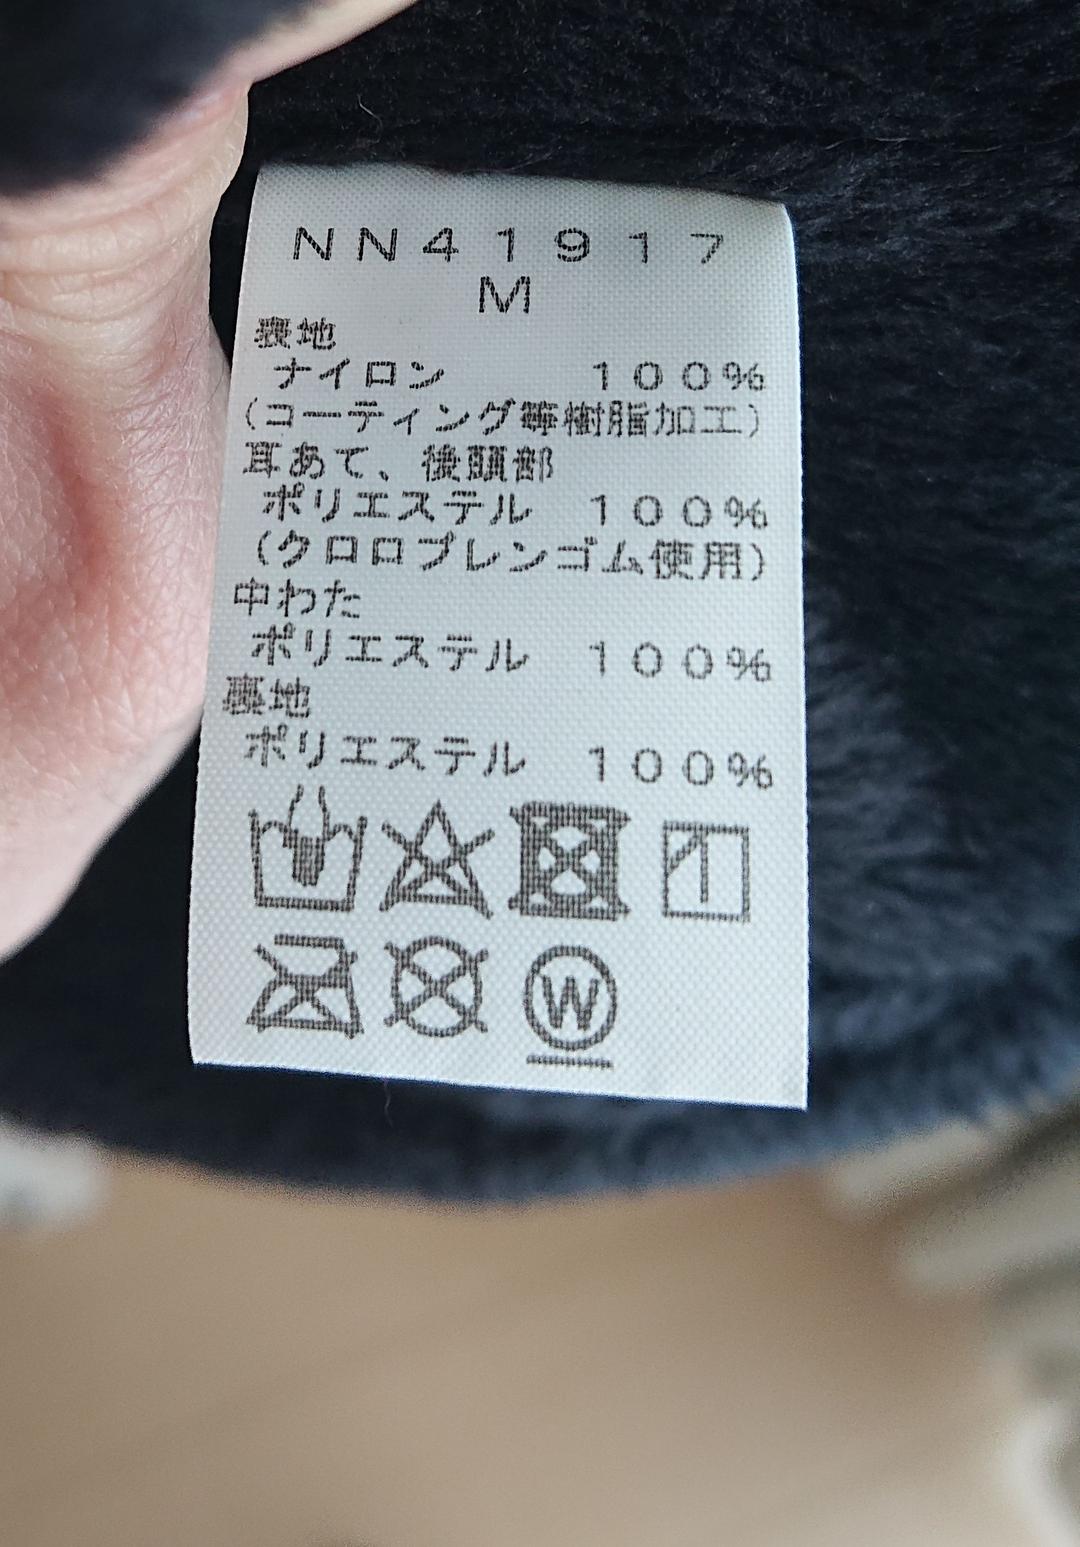 NN41917
M
表地
ナイロン 100%
(コーティング等樹脂加工)
耳あて、後頭部
ポリエステル 100%
(クロロプレンゴム使用)
中わた
ポリエステル 100%
裏地
ポリエステル 100%
W